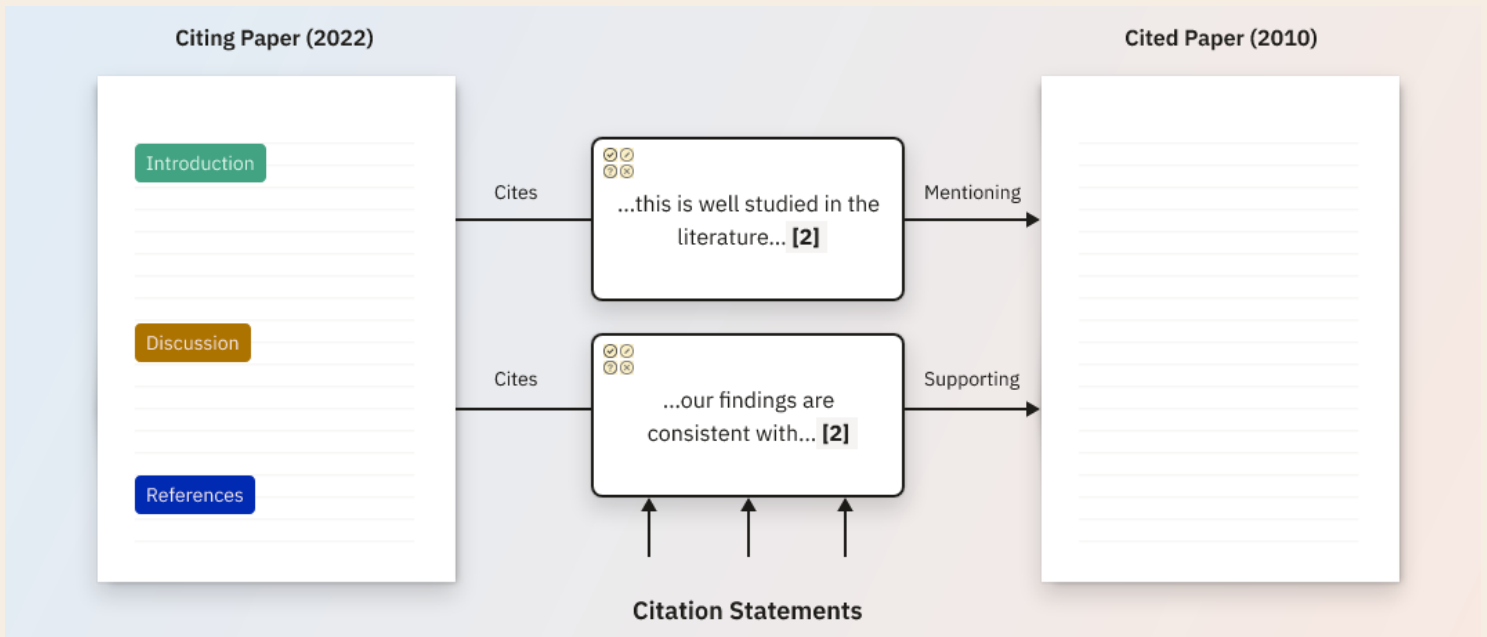 Citing Paper (2022)
Cited Paper (2010)
Introduction
Cites
...this is well studied in the
literature... [2]
Mentioning
Discussion
Cites
...our findings are
consistent with... [2]
Supporting
References
Citation Statements